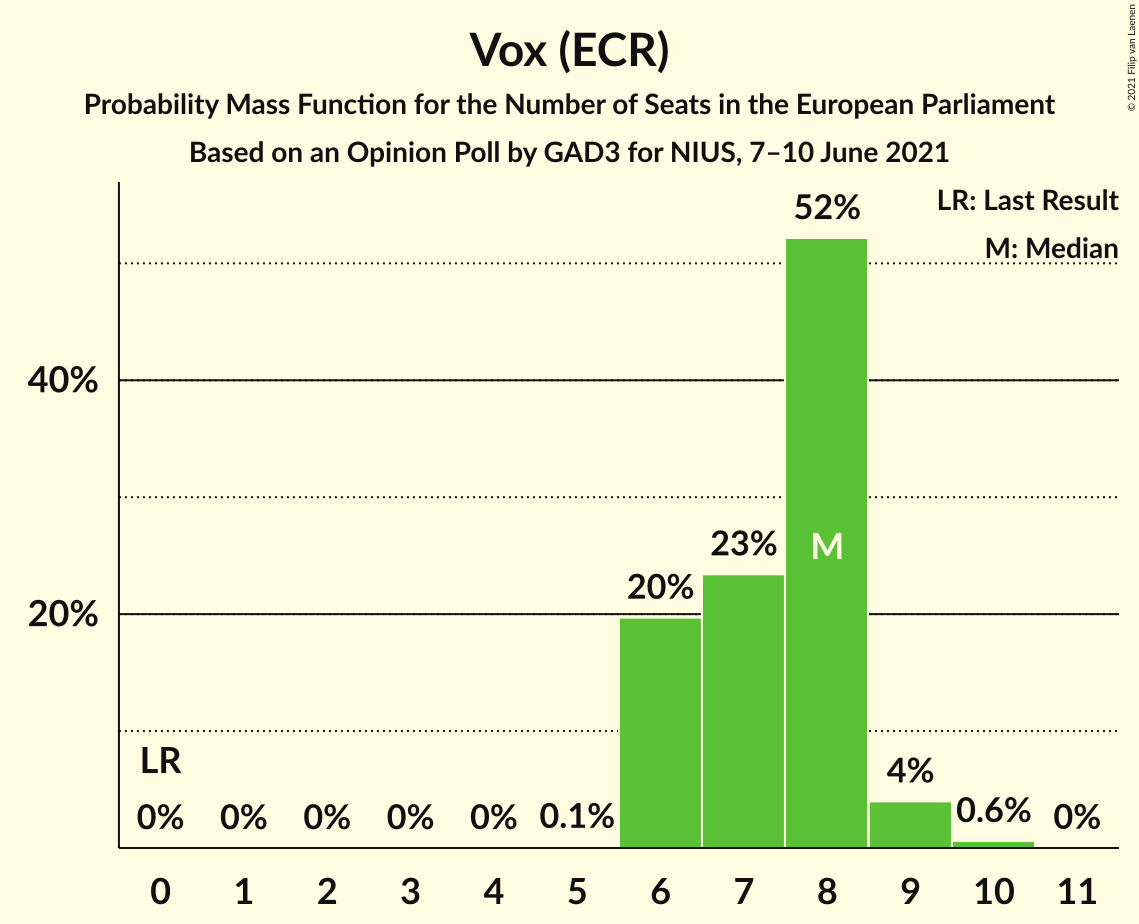 Vox (ECR)
Probability Mass Function for the Number of Seats in the European Parliament
Based on an Opinion Poll by GAD3 for NIUS, 7–10 June 2021
© 2021 Filip van Laenen
LR: Last Result
M: Median
52%
40%
23%
M
20%
20%
LR
4%
0%
0%
0%
0%
0%
0.1%
0.6%
0%
0 1 2 3 4 5 6 7 8 9 10 11